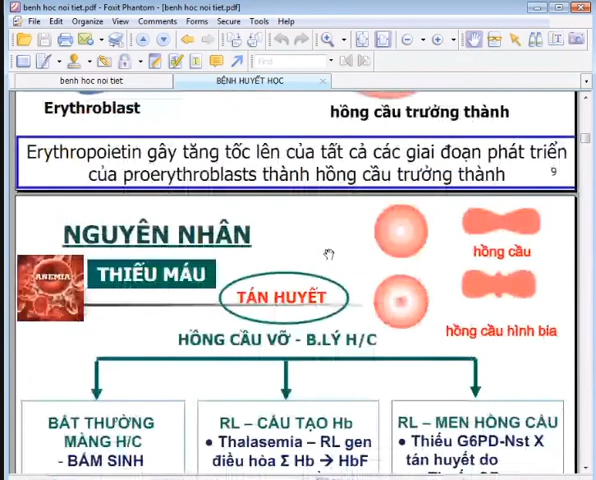 benh hoc noi tiet.pdf - Foxit Phantom - [benh hoc noi tiet.pdf]
File Edit View Document Comments Forms Secure Tools Advanced Window Help
Find
benh hoc noi tiet
BỆNH HUYẾT HỌC
Erythroblast
hồng cầu trưởng thành
Erythropoietin gây tăng tốc lên của tất cả các giai đoạn phát triển
của proerythroblasts thành hồng cầu trưởng thành
9
NGUYÊN NHÂN
hồng cầu
ANEMIA
THIẾU MÁU
TÁN HUYẾT
hồng cầu hình bia
HỒNG CẦU VỠ - B.LÝ H/C
BẤT THƯỜNG
MÀNG H/C
- BẨM SINH
RL – CẤU TẠO Hb
• Thalasemia – RL gen
điều hòa Σ Hb → HbF
RL – MEN HỒNG CẦU
• Thiếu G6PD-Nst X
tán huyết do